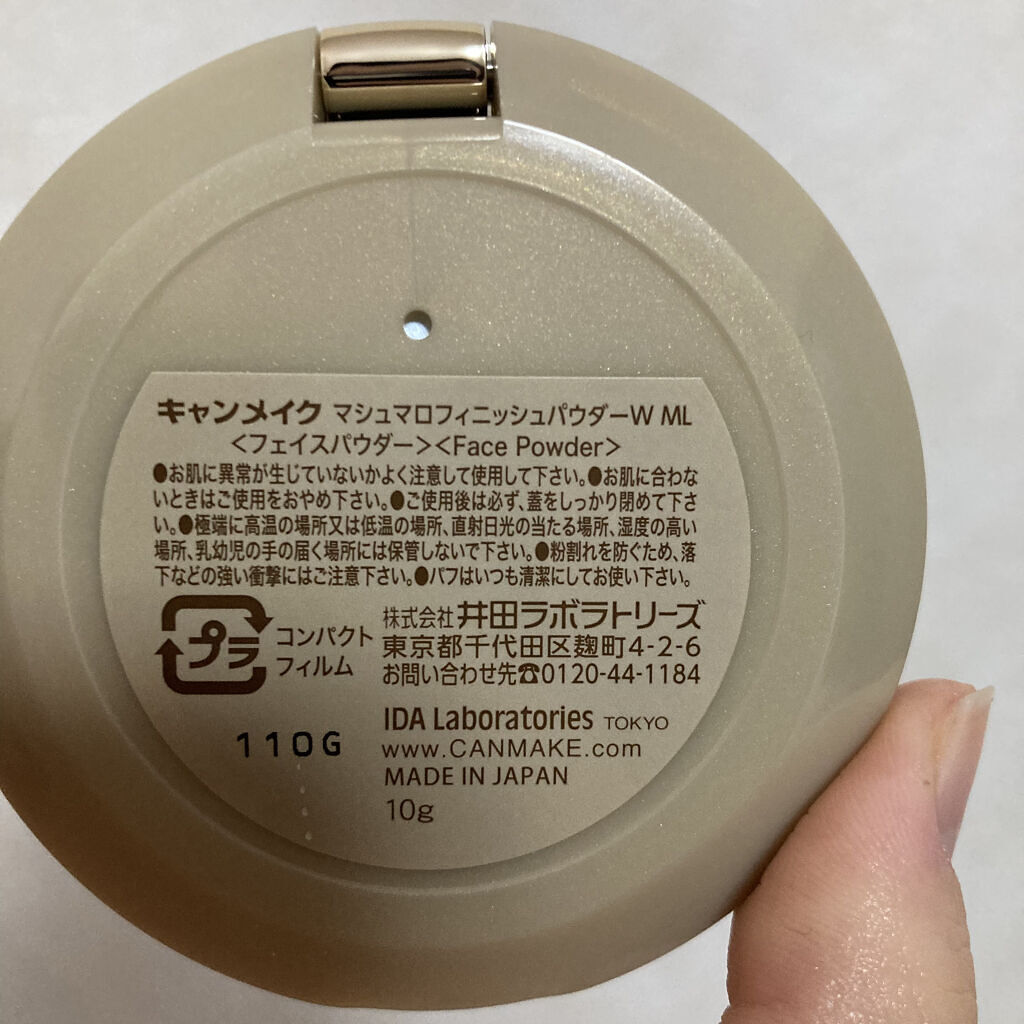 キャンメイク マシュマロフィニッシュパウダーW ML
<フェイスパウダー><Face Powder>
●お肌に異常が生じていないかよく注意して使用して下さい。●お肌に合わな
いときはご使用をおやめ下さい。●ご使用後は必ず、蓋をしっかり閉めて下さ
い。●極端に高温の場所又は低温の場所、直射日光の当たる場所、湿度の高い
場所、乳幼児の手の届く場所には保管しないで下さい。●粉割れを防ぐため、落
下などの強い衝撃にはご注意下さい。●パフはいつも清潔にしてお使い下さい。
プラ
コンパクト
フィルム
株式会社 井田ラボラトリーズ
東京都千代田区麹町4-2-6
お問い合わせ先☎0120-44-1184
IDA Laboratories TOKYO
www.CANMAKE.com
MADE IN JAPAN
10g
110G